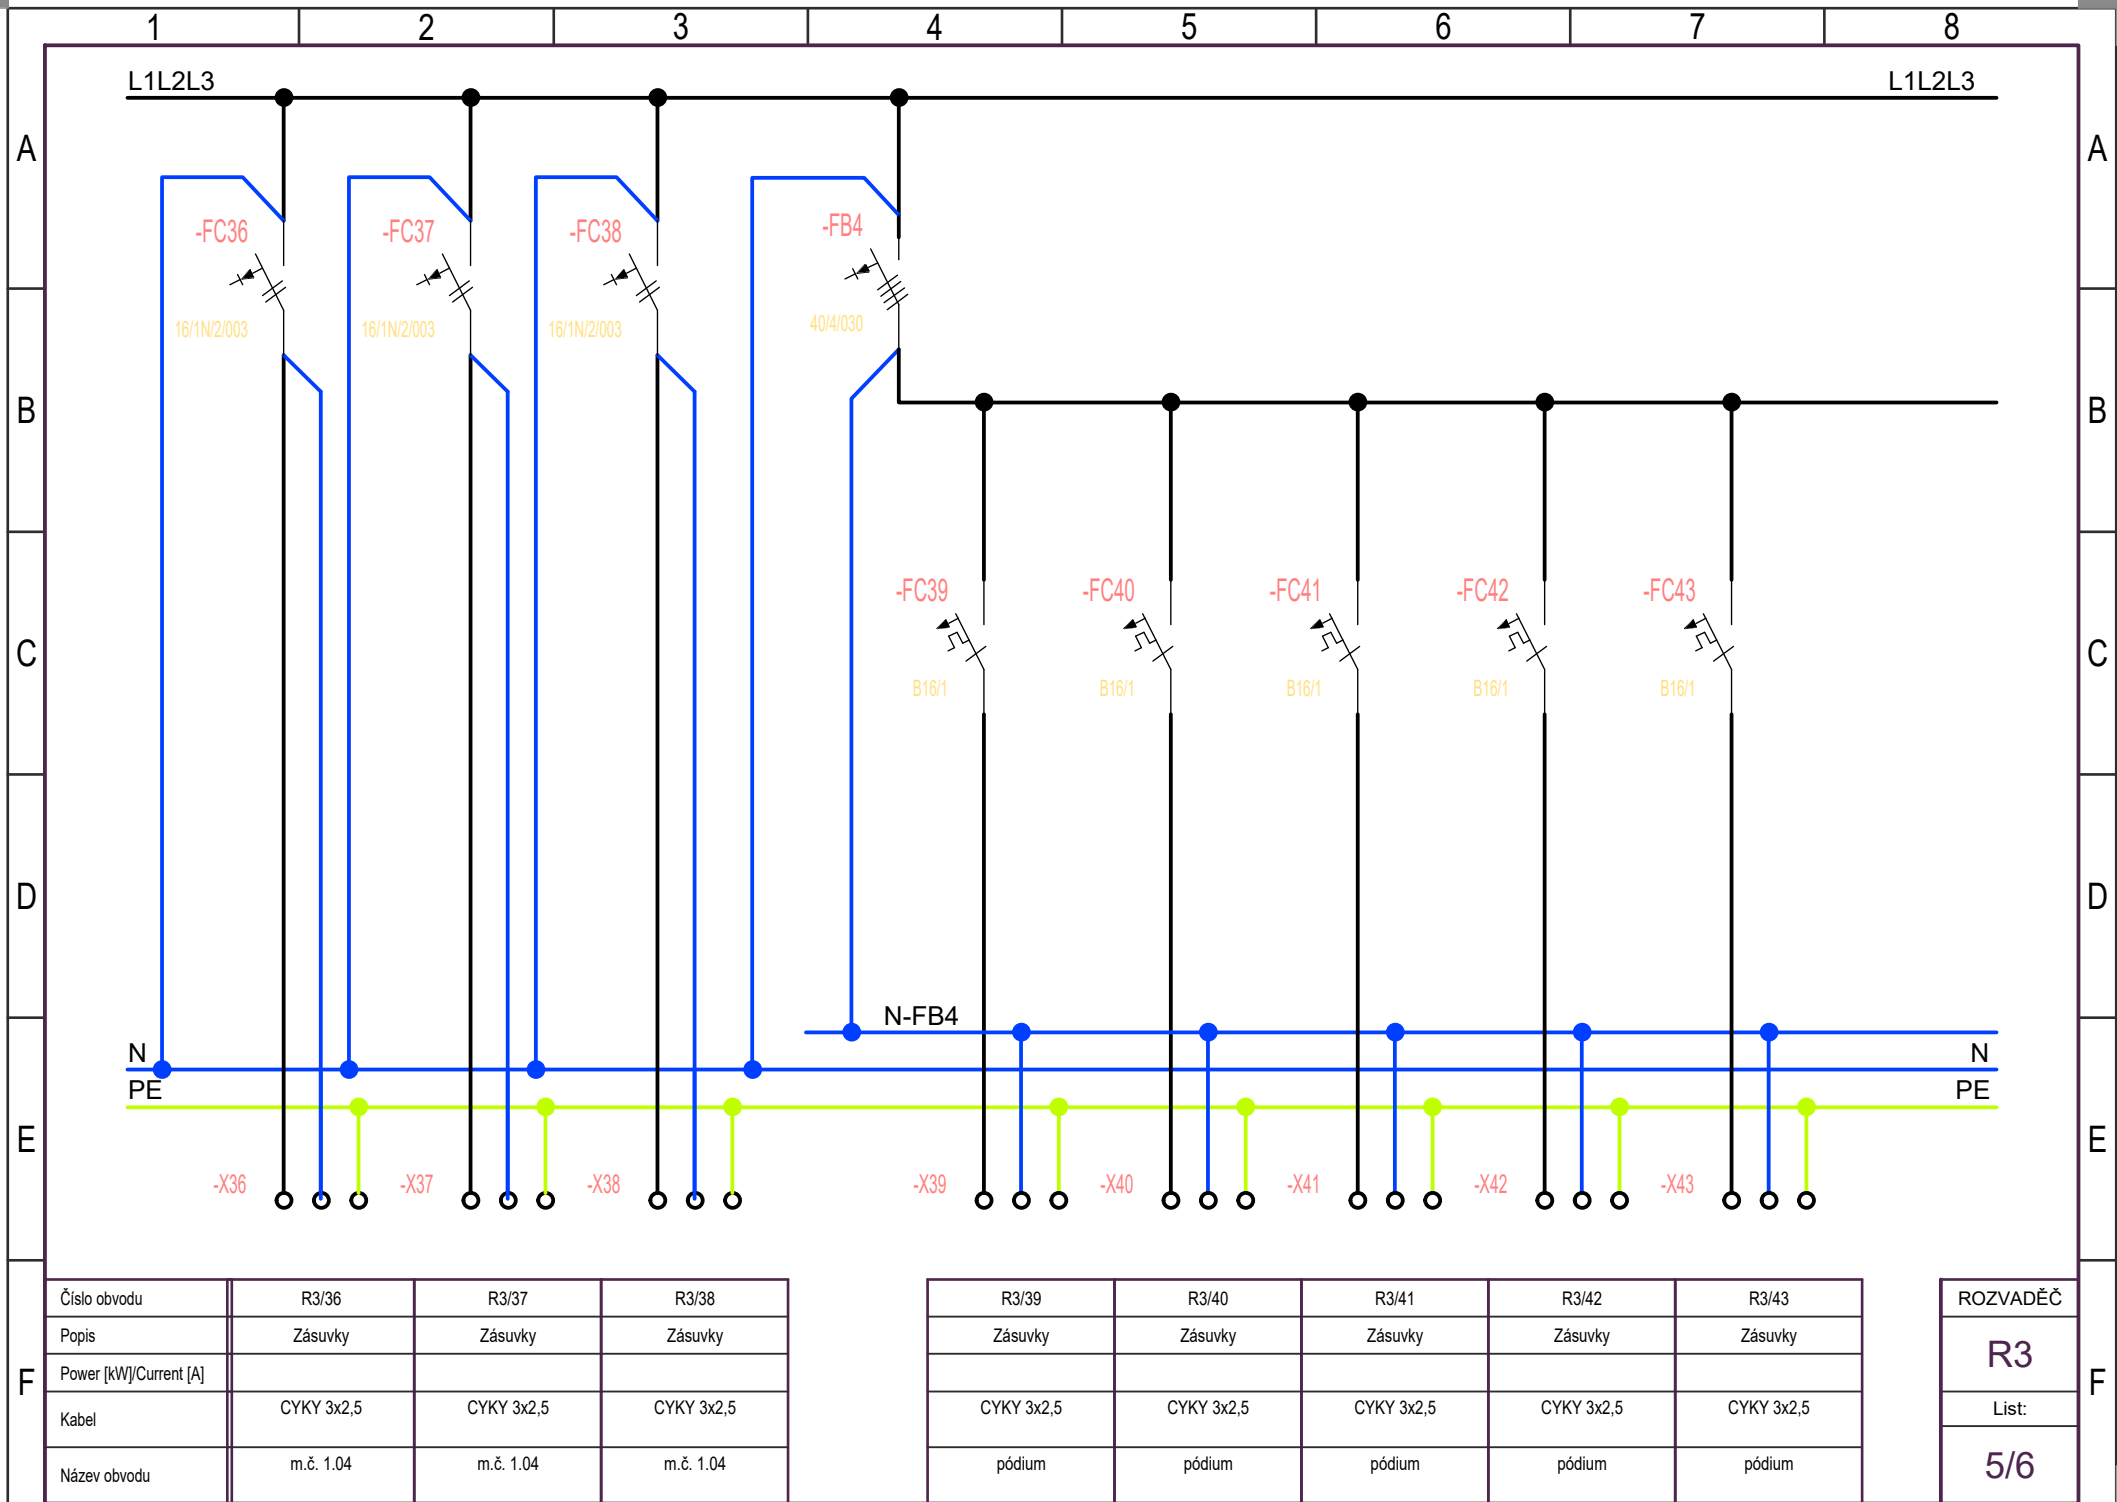 1 2 3 4 5 6 7 8
L1L2L3 L1L2L3
A A
-FC36 -FC37 -FC38 -FB4
16/1N/2/003 16/1N/2/003 16/1N/2/003 40/4/030
B B
-FC39 -FC40 -FC41 -FC42 -FC43
C C
B16/1 B16/1 B16/1 B16/1 B16/1
D D
N-FB4
N N
PE PE
E E
-X36 -X37 -X38 -X39 -X40 -X41 -X42 -X43
Číslo obvodu R3/36 R3/37 R3/38 R3/39 R3/40 R3/41 R3/42 R3/43 ROZVADĚČ
Popis Zásuvky Zásuvky Zásuvky Zásuvky Zásuvky Zásuvky Zásuvky Zásuvky
R3
Power [kW]/Current [A]
F F
Kabel CYKY 3x2,5 CYKY 3x2,5 CYKY 3x2,5 CYKY 3x2,5 CYKY 3x2,5 CYKY 3x2,5 CYKY 3x2,5 CYKY 3x2,5 List:
Název obvodu m.č. 1.04 m.č. 1.04 m.č. 1.04 pódium pódium pódium pódium pódium 5/6